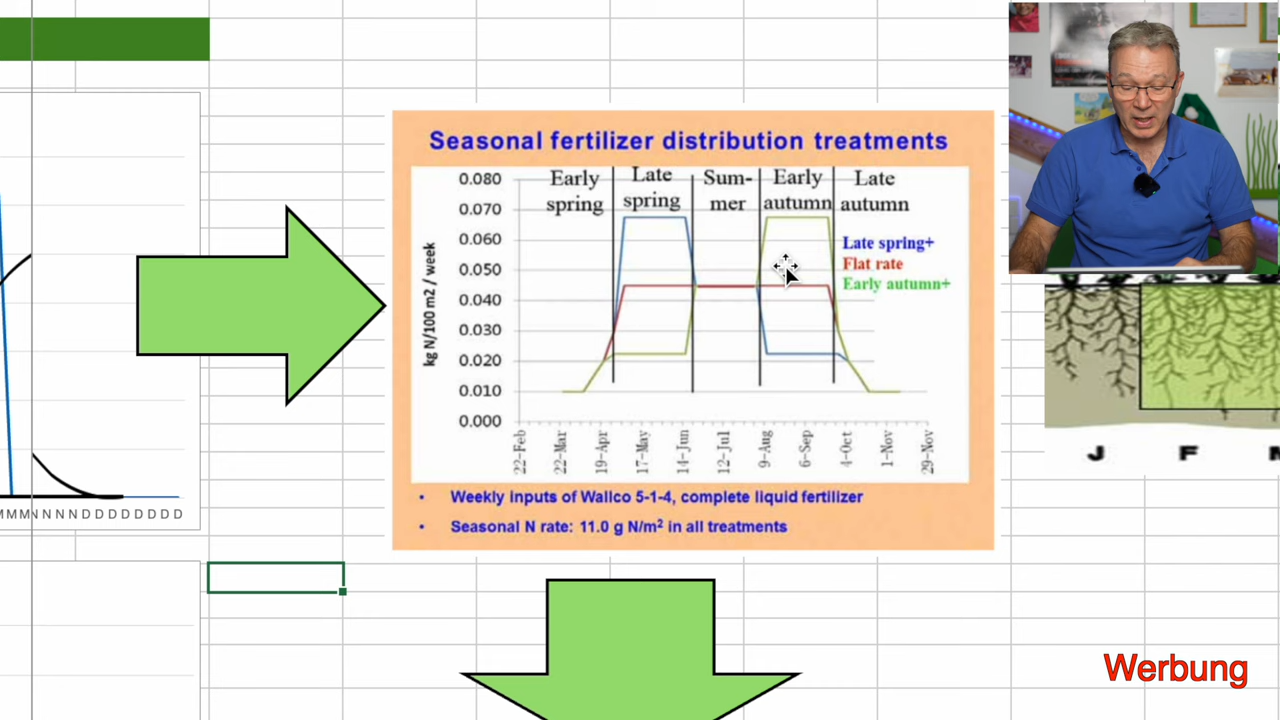 Seasonal fertilizer distribution treatments
kg N/100 m2 / week
0.080
0.070
0.060
0.050
0.040
0.030
0.020
0.010
0.000
Early spring
Late spring
Sum-mer
Early autumn
Late autumn
Late spring+
Flat rate
Early autumn+
22-Feb
22-Mar
19-Apr
17-May
14-Jun
12-Jul
9-Aug
6-Sep
4-Oct
1-Nov
29-Nov
• Weekly inputs of Wallco 5-1-4, complete liquid fertilizer
• Seasonal N rate: 11.0 g N/m² in all treatments
J F
Werbung